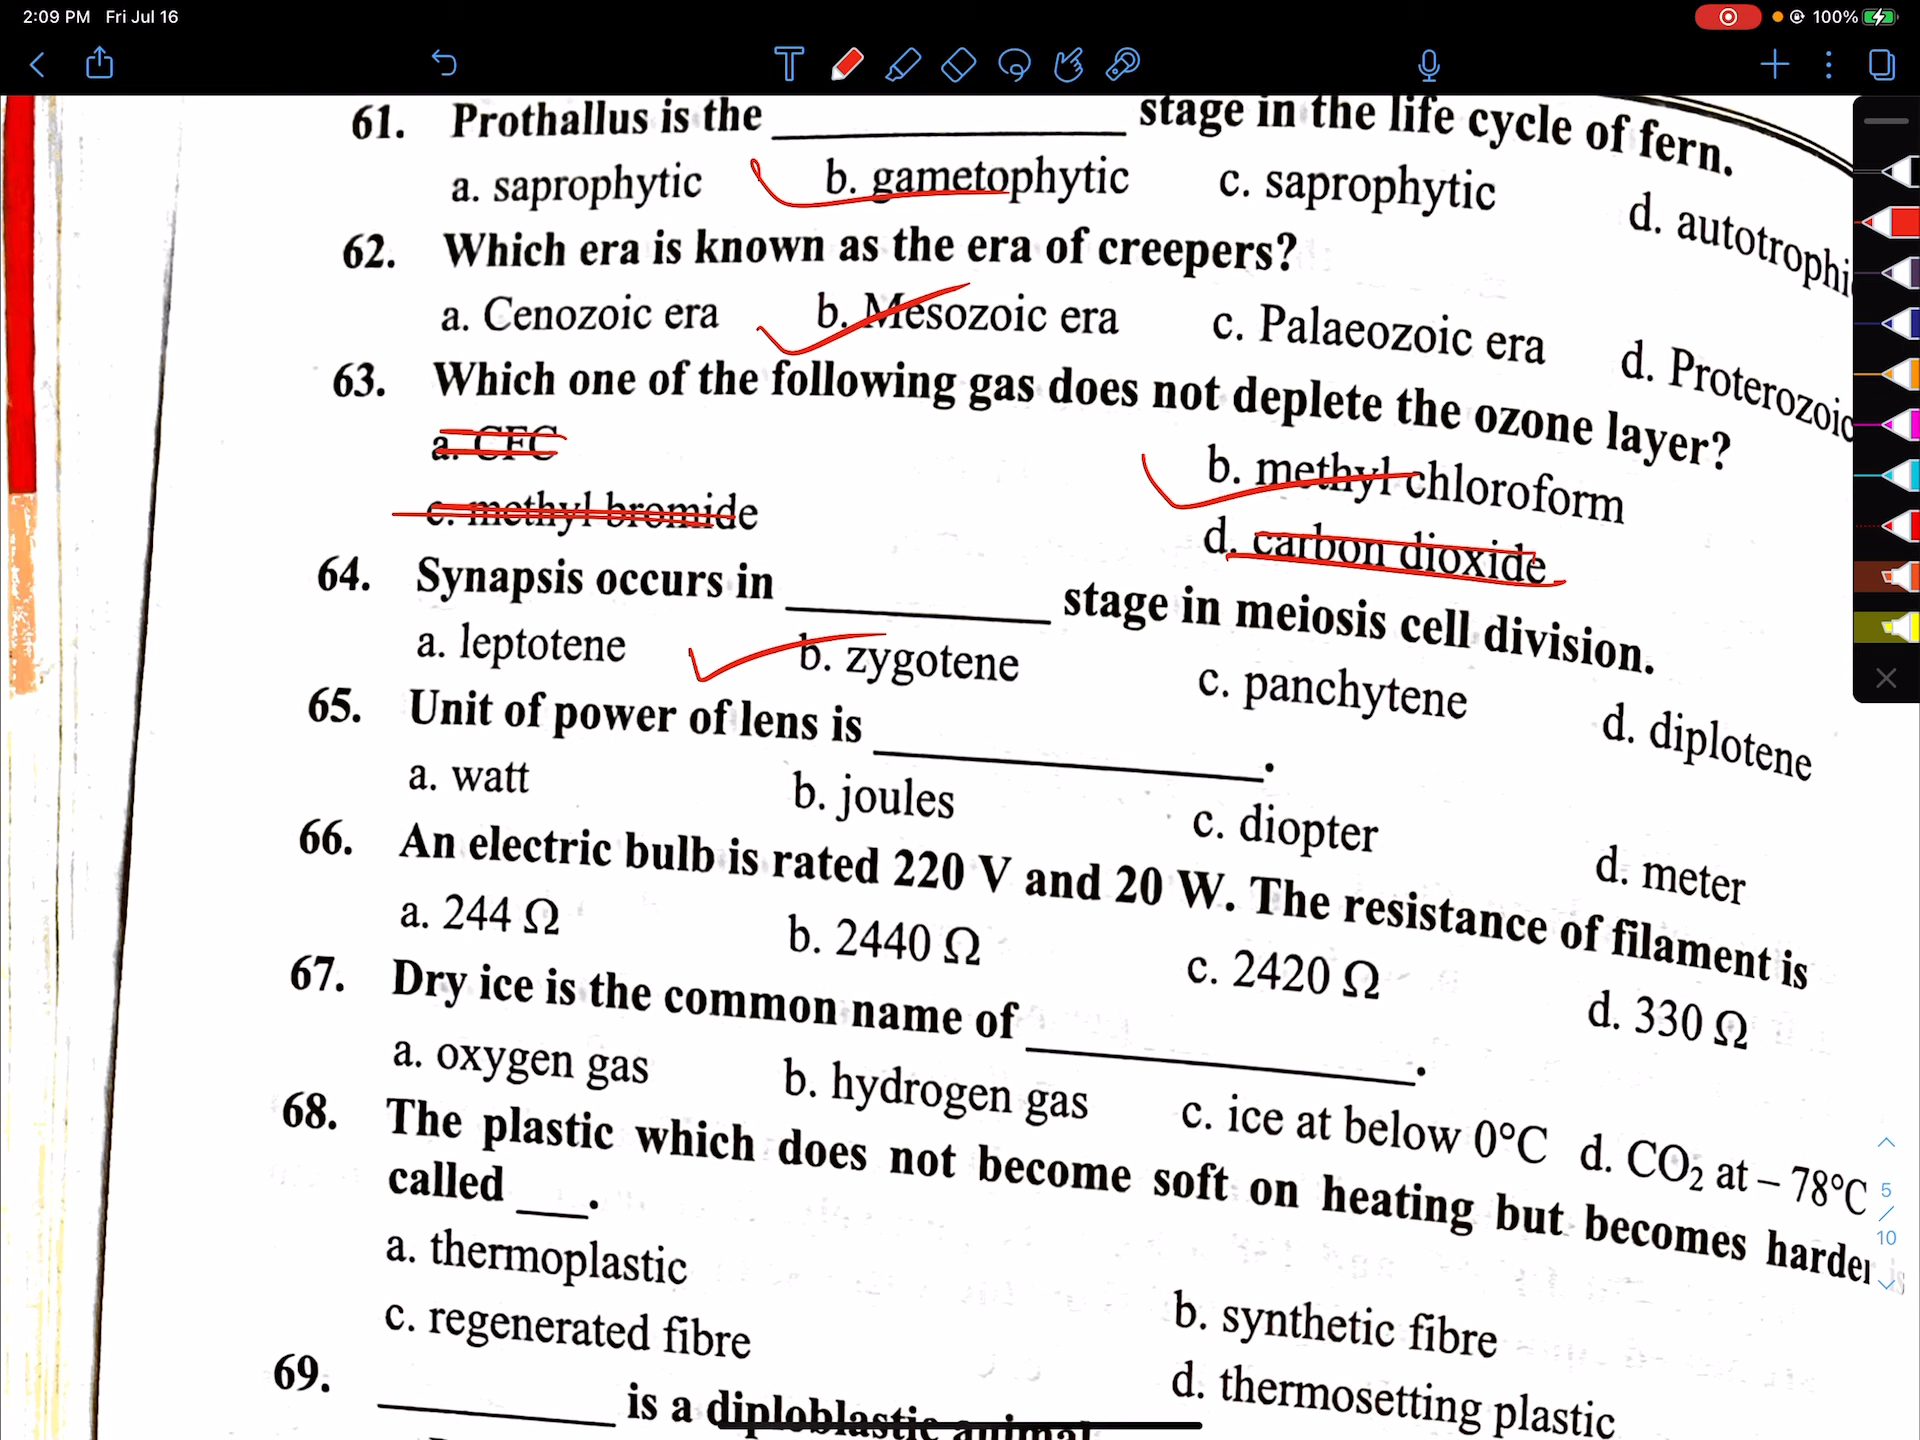 2:09 PM Fri Jul 16
100%
61. Prothallus is the ____ stage in the life cycle of fern.
a. saprophytic b. gametophytic c. saprophytic d. autotrophi
62. Which era is known as the era of creepers?
a. Cenozoic era b. Mesozoic era c. Palaeozoic era d. Proterozoic
63. Which one of the following gas does not deplete the ozone layer?
a. CFC b. methyl chloroform
c. methyl bromide d. carbon dioxide
64. Synapsis occurs in ____ stage in meiosis cell division.
a. leptotene b. zygotene c. panchytene d. diplotene
65. Unit of power of lens is ____.
a. watt b. joules c. diopter d. meter
66. An electric bulb is rated 220 V and 20 W. The resistance of filament is
a. 244 Ω b. 2440 Ω c. 2420 Ω d. 330 Ω
67. Dry ice is the common name of ____.
a. oxygen gas b. hydrogen gas c. ice at below 0°C d. CO₂ at – 78°C
68. The plastic which does not become soft on heating but becomes harder is
called ____.
a. thermoplastic b. synthetic fibre
c. regenerated fibre d. thermosetting plastic
69. ____ is a diploblastic animal
5
/
10